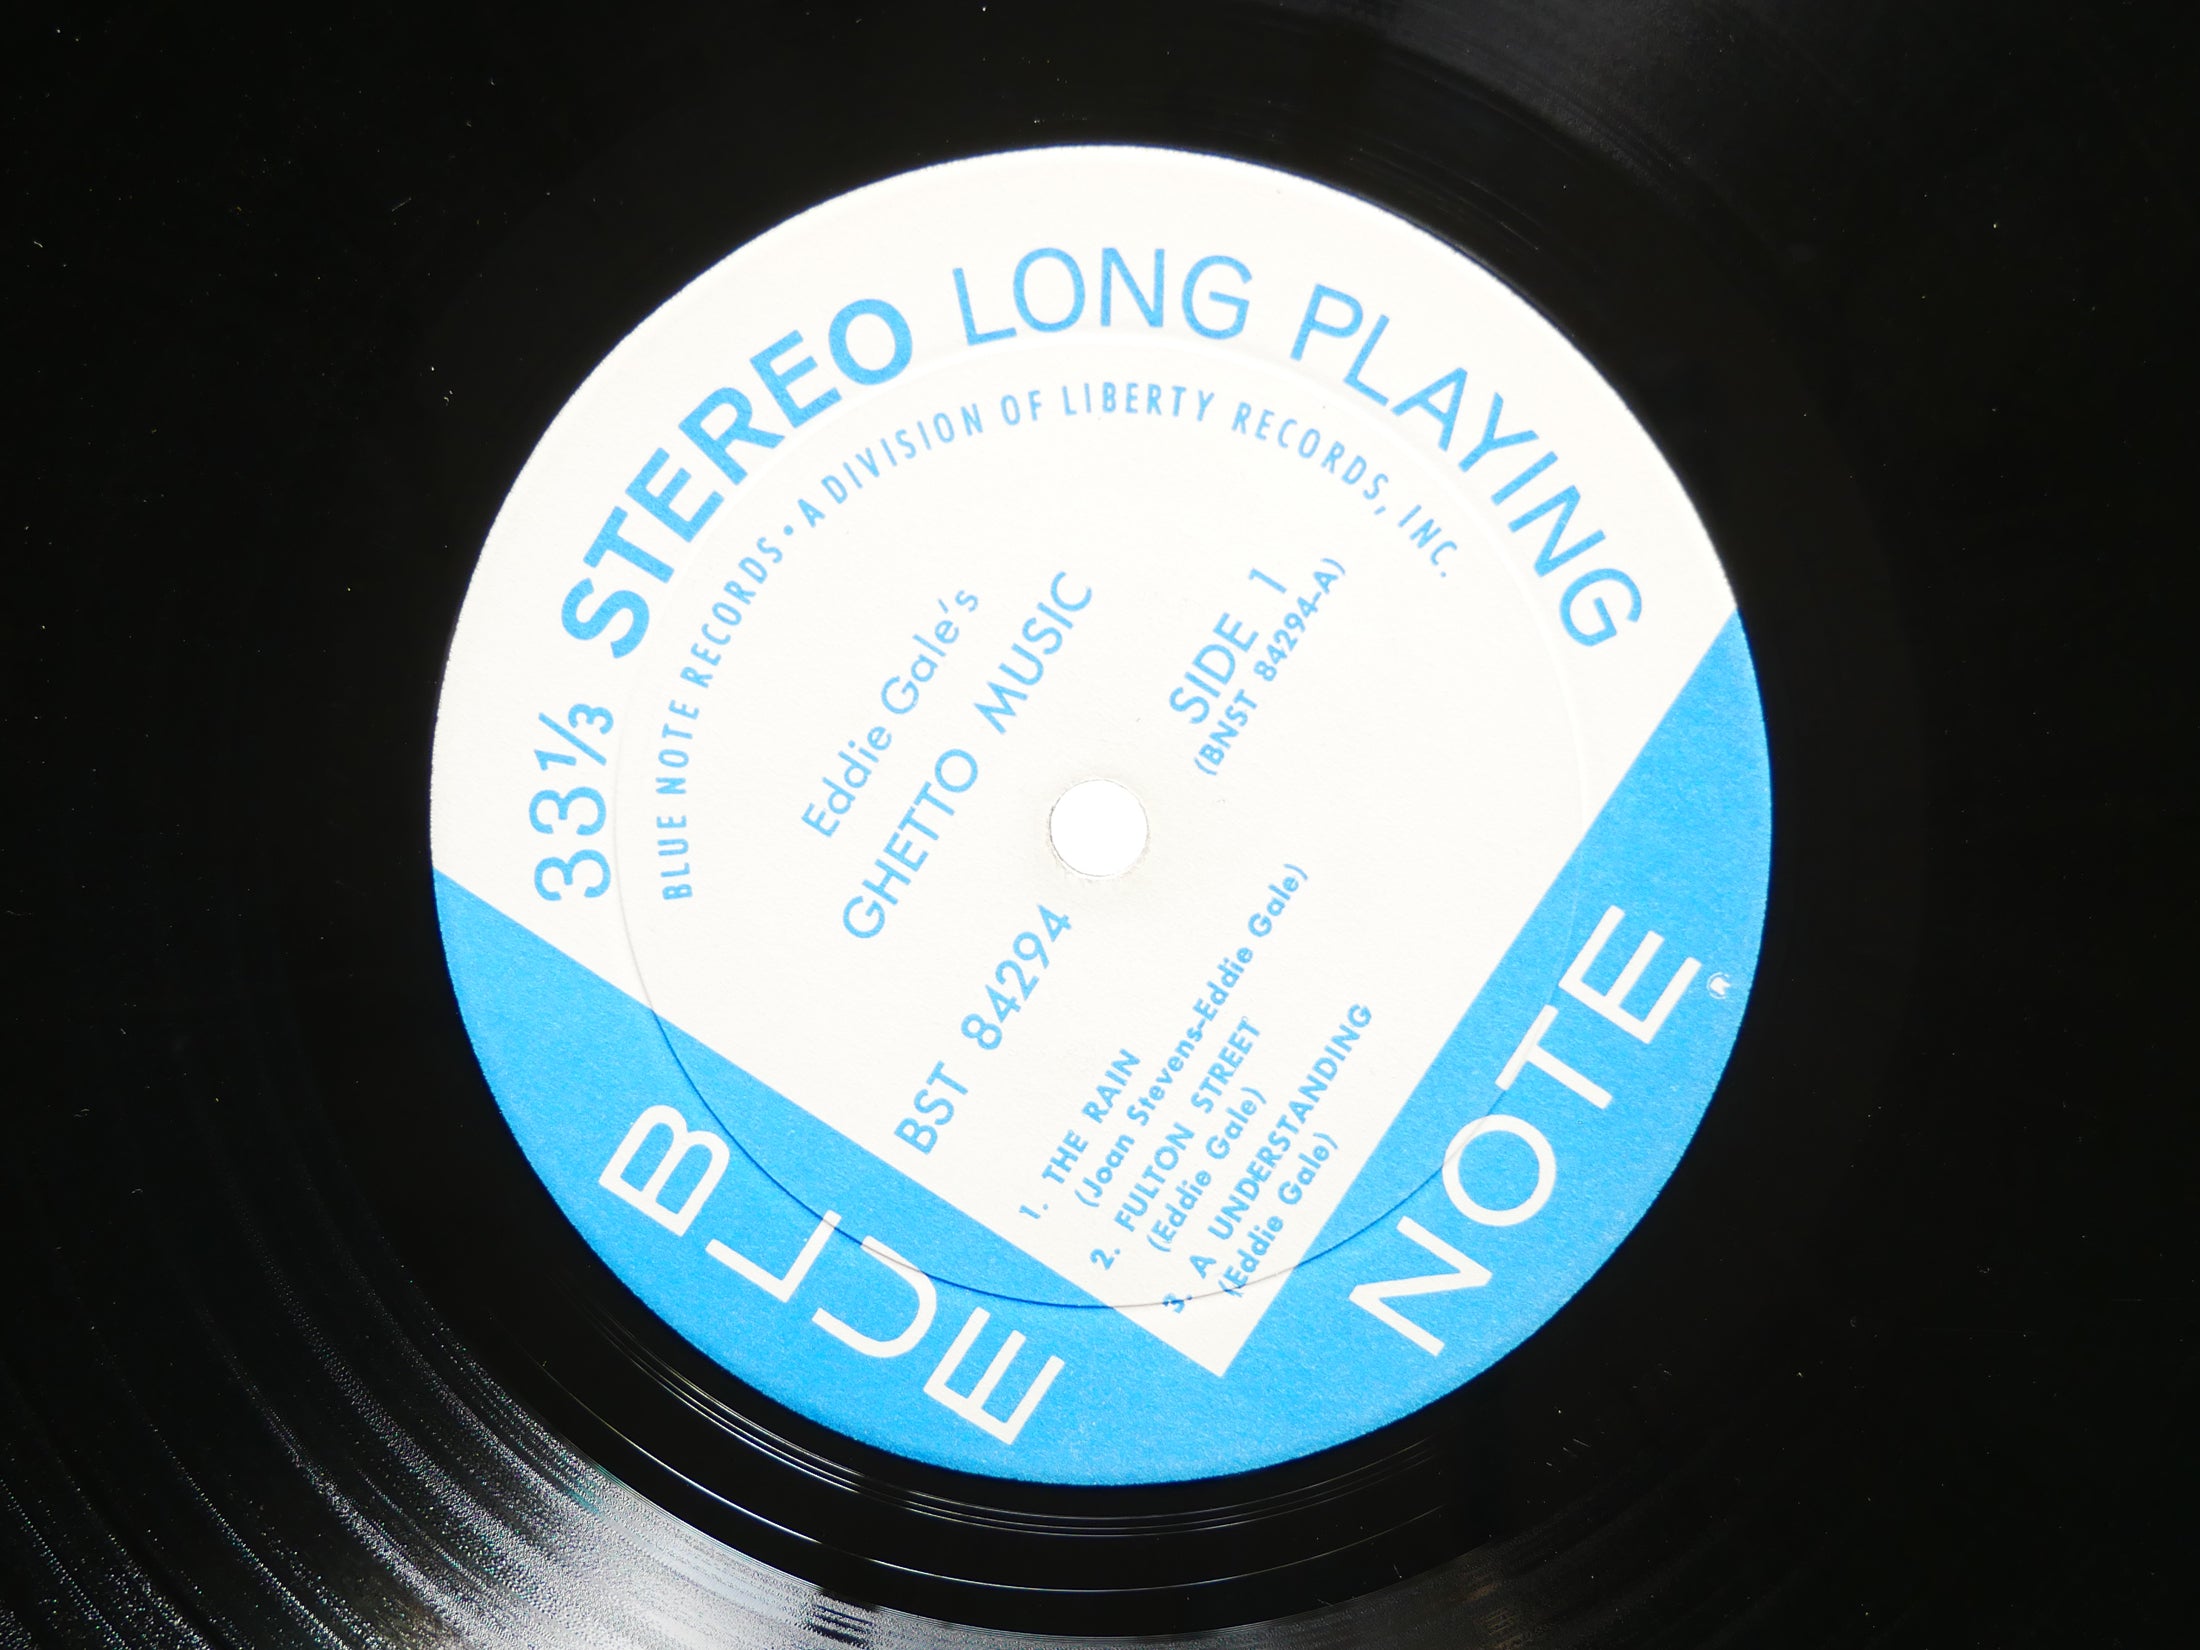 33⅓ STEREO LONG PLAYING
BLUE NOTE RECORDS • A DIVISION OF LIBERTY RECORDS, INC.
Eddie Gale's
GHETTO MUSIC
BST 84294
SIDE 1
(BNST 84294-A)
1. THE RAIN
(Joan Stevens-Eddie Gale)
2. FULTON STREET
(Eddie Gale)
3. A UNDERSTANDING
(Eddie Gale)
BLUE NOTE